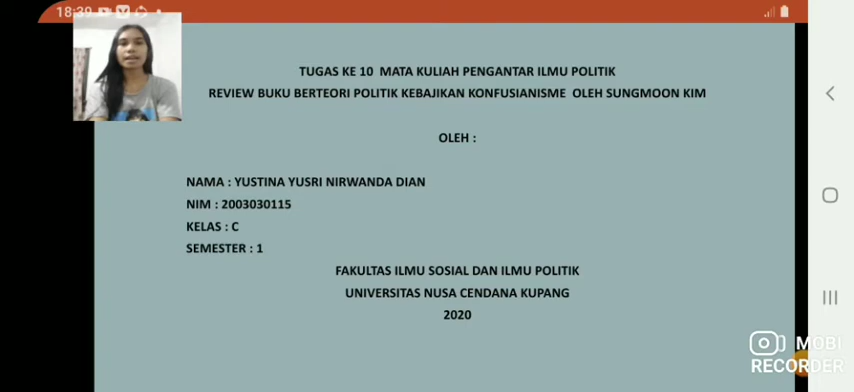 18:39
TUGAS KE 10 MATA KULIAH PENGANTAR ILMU POLITIK
REVIEW BUKU BERTEORI POLITIK KEBAJIKAN KONFUSIANISME OLEH SUNGMOON KIM
OLEH :
NAMA : YUSTINA YUSRI NIRWANDA DIAN
NIM : 2003030115
KELAS : C
SEMESTER : 1
FAKULTAS ILMU SOSIAL DAN ILMU POLITIK
UNIVERSITAS NUSA CENDANA KUPANG
2020
MOBI
RECORDER